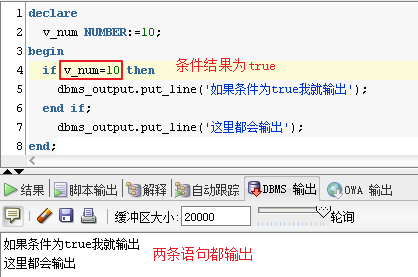 1 declare
2 v_num NUMBER:=10;
3 begin
4 if v_num=10 then 条件结果为true
5 dbms_output.put_line('如果条件为true我就输出');
6 end if;
7 dbms_output.put_line('这里都会输出');
8 end;
结果 脚本输出 解释 自动跟踪 DBMS 输出 OWA 输出
缓冲区大小: 20000 轮询
如果条件为true我就输出
这里都会输出 两条语句都输出